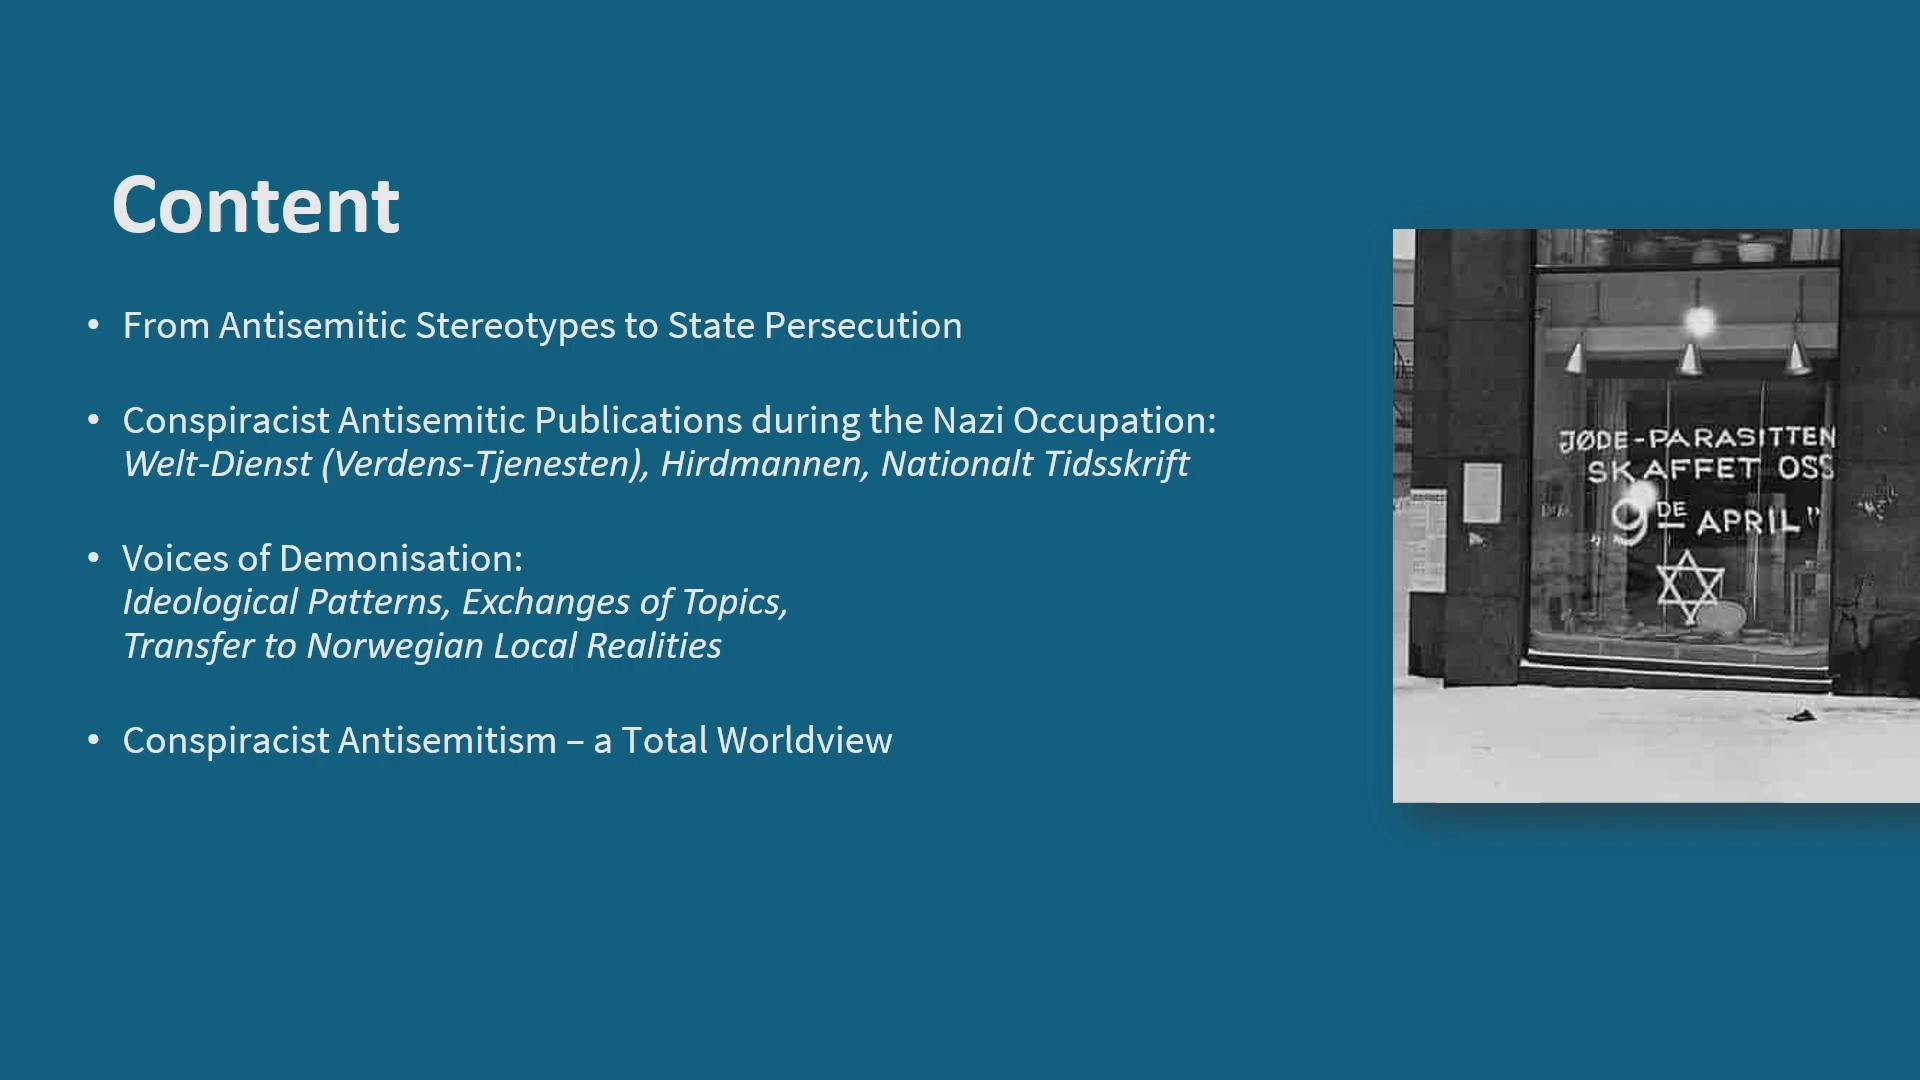 Content
• From Antisemitic Stereotypes to State Persecution
• Conspiracist Antisemitic Publications during the Nazi Occupation:
Welt-Dienst (Verdens-Tjenesten), Hirdmannen, Nationalt Tidsskrift
• Voices of Demonisation:
Ideological Patterns, Exchanges of Topics,
Transfer to Norwegian Local Realities
• Conspiracist Antisemitism – a Total Worldview
JØDE-PARASITTEN
SKAFFET OSS
„9DE APRIL"